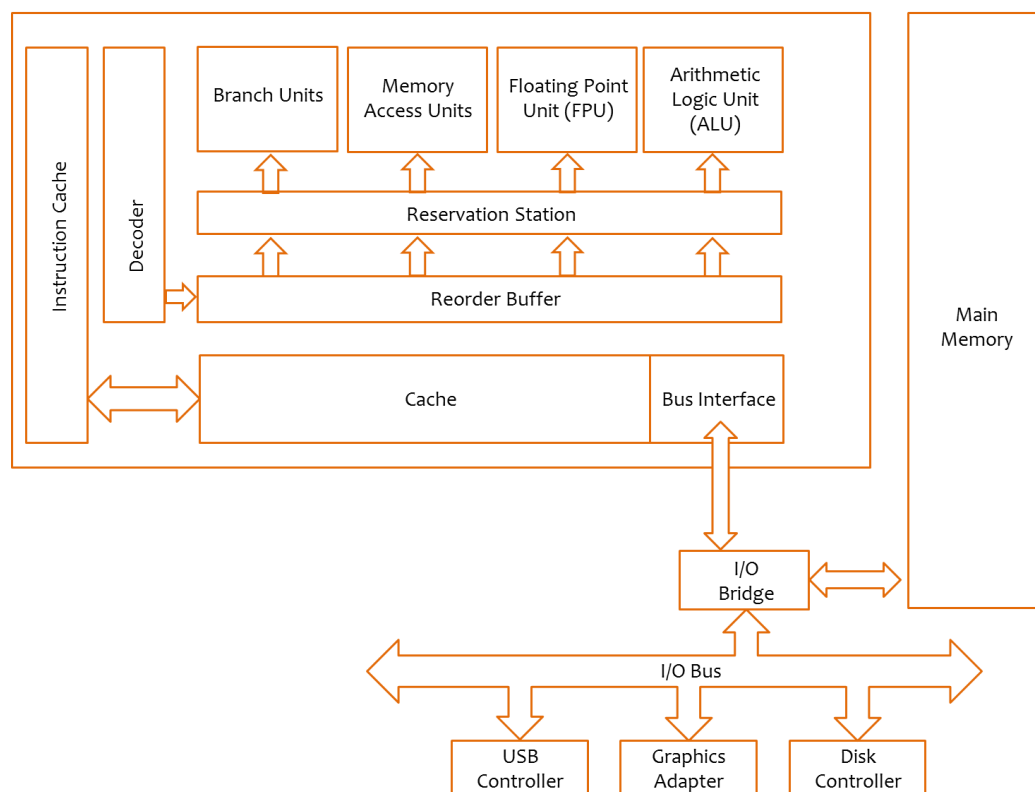 Instruction Cache
Decoder
Branch Units
Memory
Access Units
Floating Point
Unit (FPU)
Arithmetic
Logic Unit
(ALU)
Reservation Station
Reorder Buffer
Cache
Bus Interface
Main
Memory
I/O
Bridge
I/O Bus
USB
Controller
Graphics
Adapter
Disk
Controller